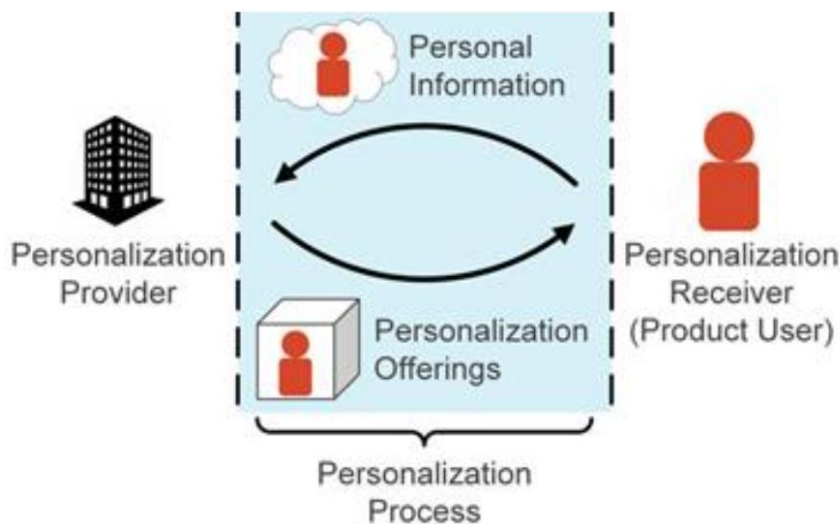 Personal
Information
Personalization
Provider
Personalization
Receiver
(Product User)
Personalization
Offerings
Personalization
Process